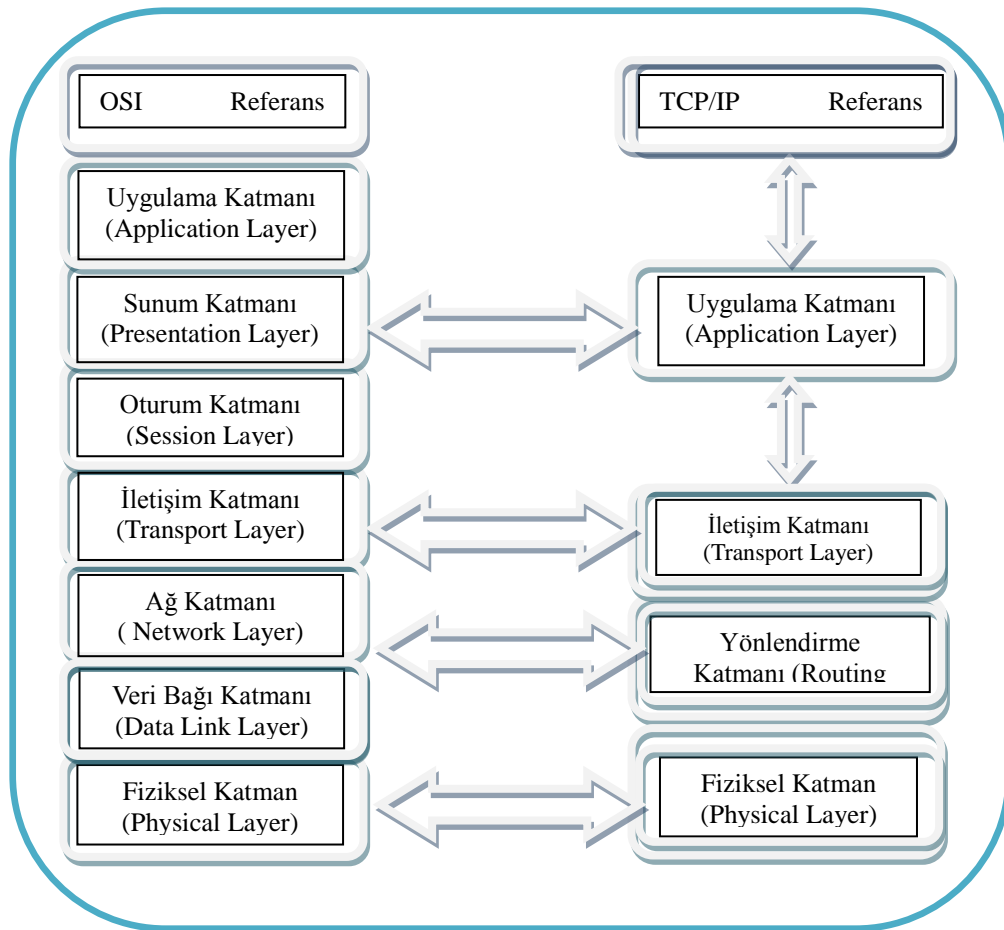 OSI Referans
Uygulama Katmanı
(Application Layer)
Sunum Katmanı
(Presentation Layer)
Oturum Katmanı
(Session Layer)
İletişim Katmanı
(Transport Layer)
Ağ Katmanı
( Network Layer)
Veri Bağı Katmanı
(Data Link Layer)
Fiziksel Katman
(Physical Layer)
TCP/IP Referans
Uygulama Katmanı
(Application Layer)
İletişim Katmanı
(Transport Layer)
Yönlendirme
Katmanı (Routing
Fiziksel Katman
(Physical Layer)